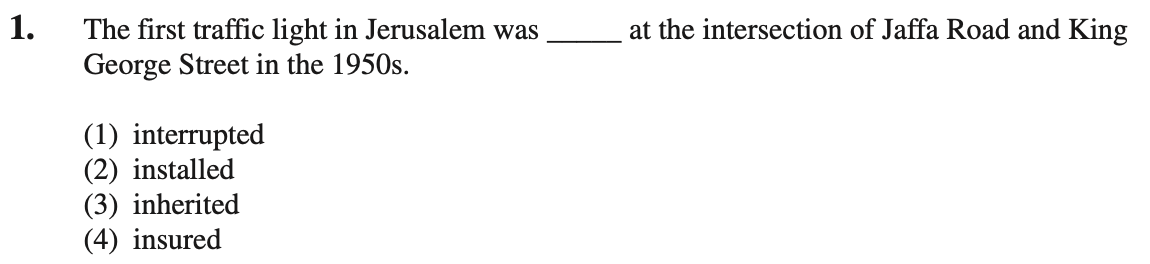 1. The first traffic light in Jerusalem was _____ at the intersection of Jaffa Road and King
George Street in the 1950s.
(1) interrupted
(2) installed
(3) inherited
(4) insured